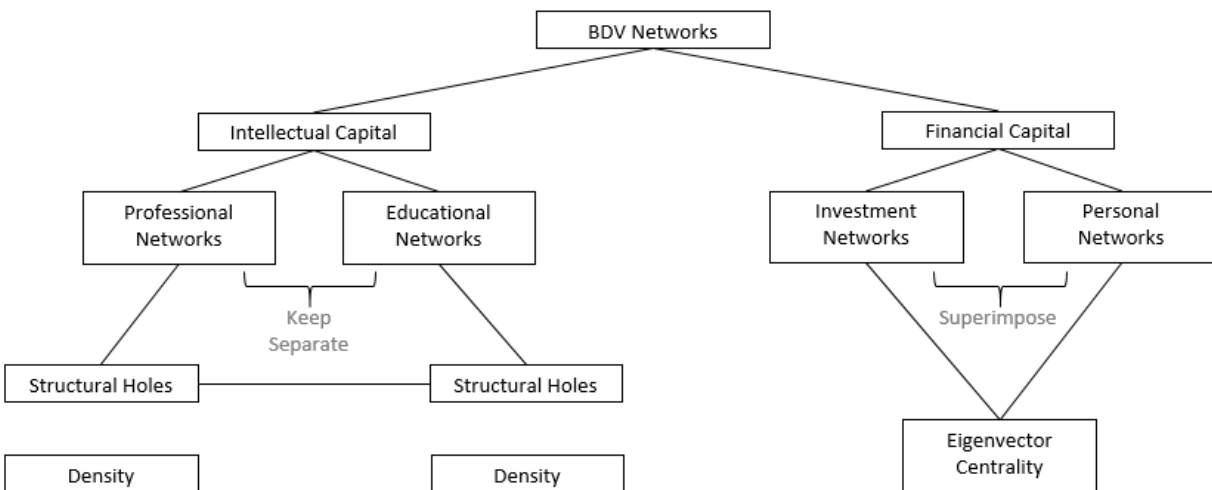 BDV Networks
Intellectual Capital
Financial Capital
Professional
Networks
Educational
Networks
Investment
Networks
Personal
Networks
Keep
Separate
Superimpose
Structural Holes
Structural Holes
Eigenvector
Centrality
Density
Density